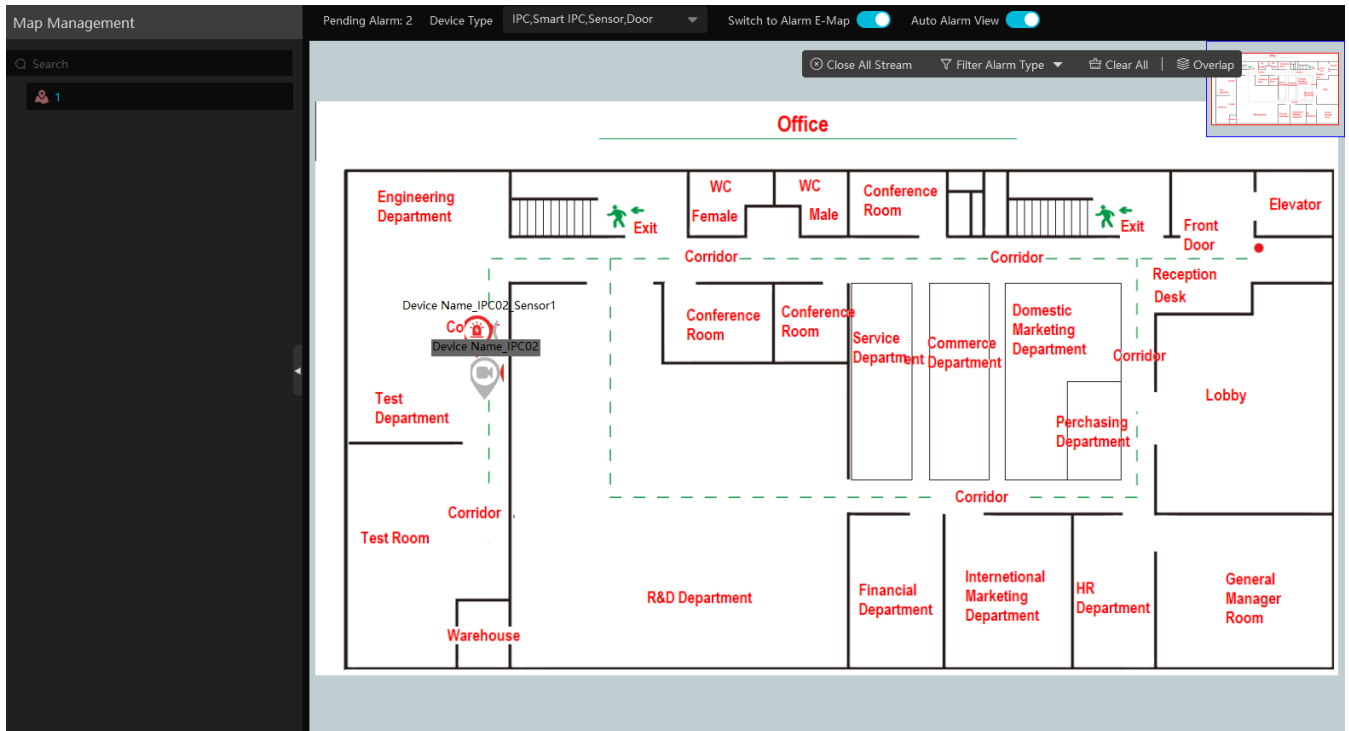 Map Management
Pending Alarm: 2
Device Type
IPC,Smart IPC,Sensor,Door
Switch to Alarm E-Map
Auto Alarm View
Search
1
Close All Stream
Filter Alarm Type
Clear All
Overlap
Office
Engineering
Department
Exit
WC
Female
WC
Male
Conference
Room
Exit
Front
Door
Elevator
Corridor
Corridor
Reception
Desk
Device Name_IPC02_Sensor1
Device Name_IPC02
Conference
Room
Conference
Room
Service
Department
Commerce
Department
Domestic
Marketing
Department
Corridor
Lobby
Test
Department
Perchasing
Department
Corridor
Corridor
Test Room
R&D Department
Financial
Department
Internetional
Marketing
Department
HR
Department
General
Manager
Room
Warehouse